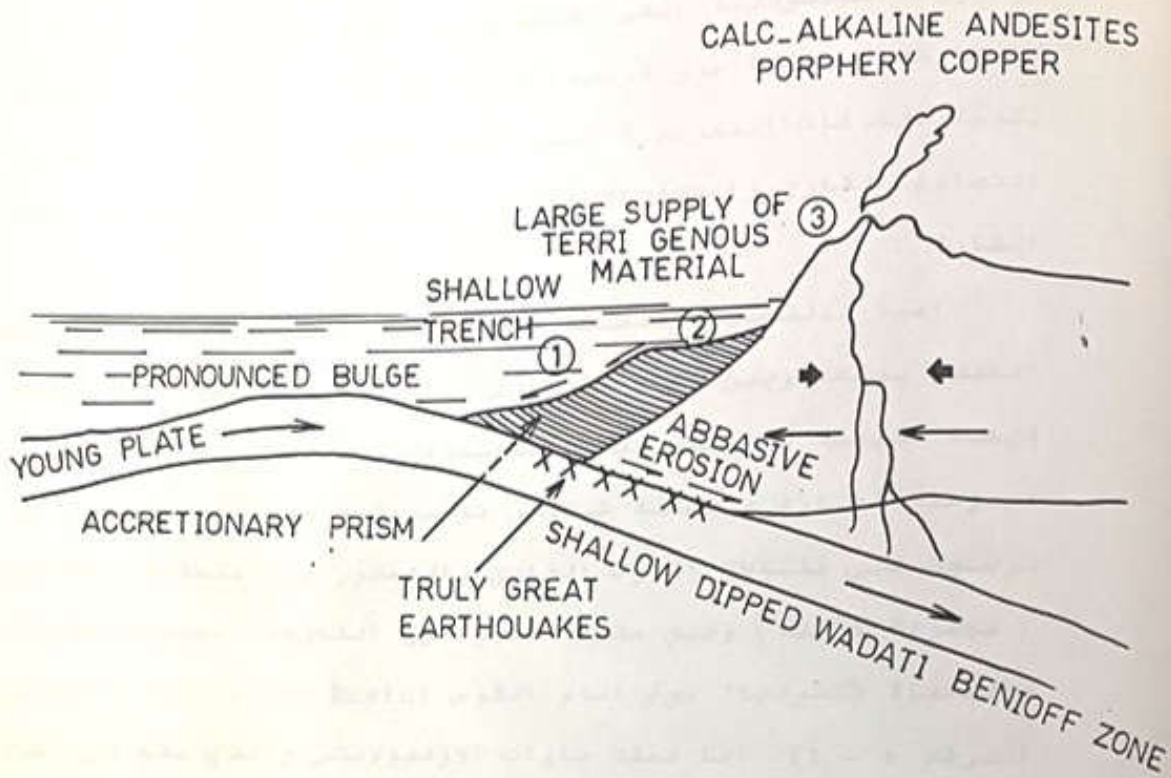 CALC_ALKALINE ANDESITES
PORPHERY COPPER
LARGE SUPPLY OF
TERRI GENOUS
MATERIAL
③
SHALLOW
TRENCH
②
①
PRONOUNCED BULGE
YOUNG PLATE
ABBASIVE
EROSION
X X X X X X
ACCRETIONARY PRISM
TRULY GREAT
EARTHOUAKES
SHALLOW DIPPED WADATI BENIOFF ZONE